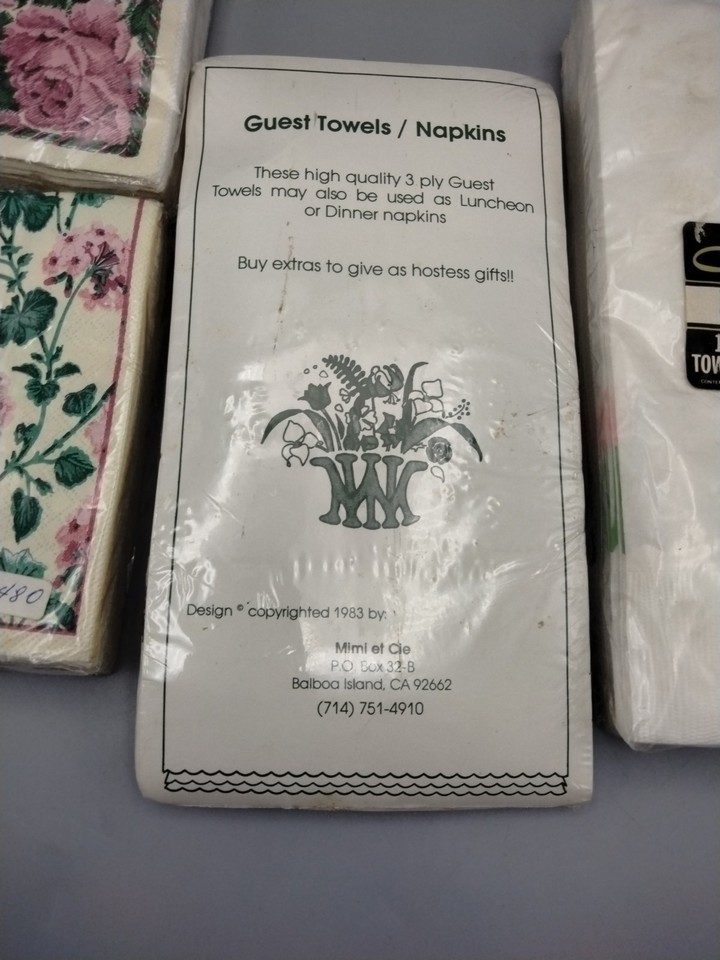 Guest Towels / Napkins
These high quality 3 ply Guest
Towels may also be used as Luncheon
or Dinner napkins
Buy extras to give as hostess gifts!!
Design © copyrighted 1983 by:
Mimi et Cie
P.O. Box 32-B
Balboa Island, CA 92662
(714) 751-4910
480